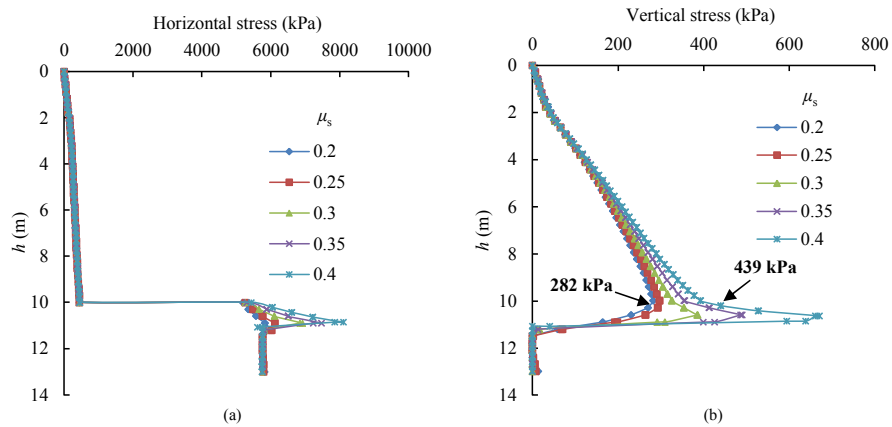 Horizontal stress (kPa)
0 2000 4000 6000 8000 10000
0
2
4
6
8
10
12
14
h (m)
μs
0.2
0.25
0.3
0.35
0.4
(a)
Vertical stress (kPa)
0 200 400 600 800
0
2
4
6
8
10
12
14
h (m)
μs
0.2
0.25
0.3
0.35
0.4
282 kPa
439 kPa
(b)